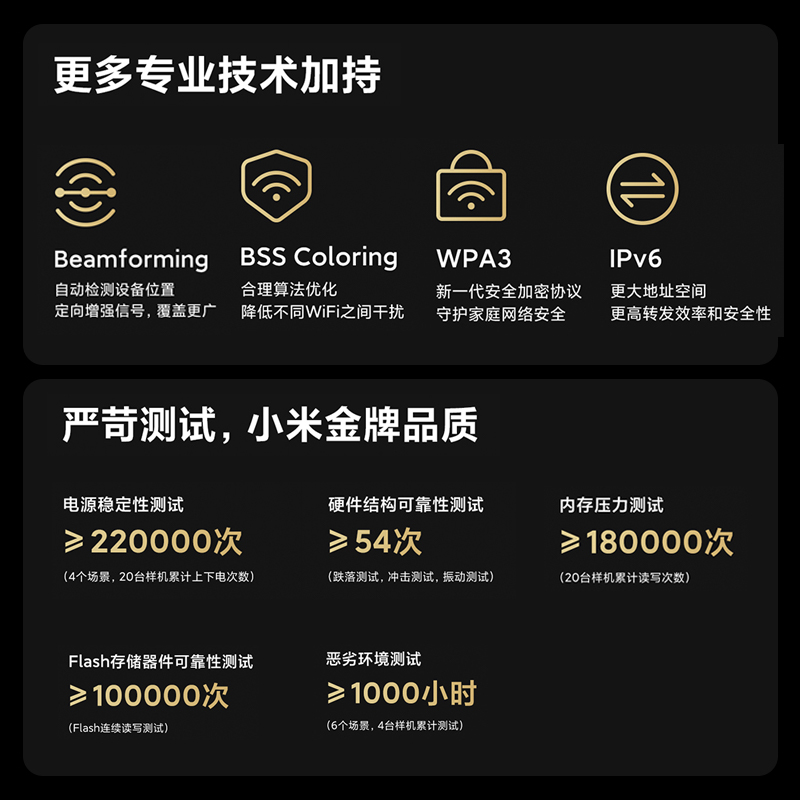 更多专业技术加持
Beamforming
自动检测设备位置
定向增强信号，覆盖更广
BSS Coloring
合理算法优化
降低不同WiFi之间干扰
WPA3
新一代安全加密协议
守护家庭网络安全
IPv6
更大地址空间
更高转发效率和安全性
严苛测试，小米金牌品质
电源稳定性测试
≥220000次
(4个场景，20台样机累计上下电次数)
硬件结构可靠性测试
≥54次
(跌落测试，冲击测试，振动测试)
内存压力测试
≥180000次
(20台样机累计读写次数)
Flash存储器件可靠性测试
≥100000次
(Flash连续读写测试)
恶劣环境测试
≥1000小时
(6个场景，4台样机累计测试)